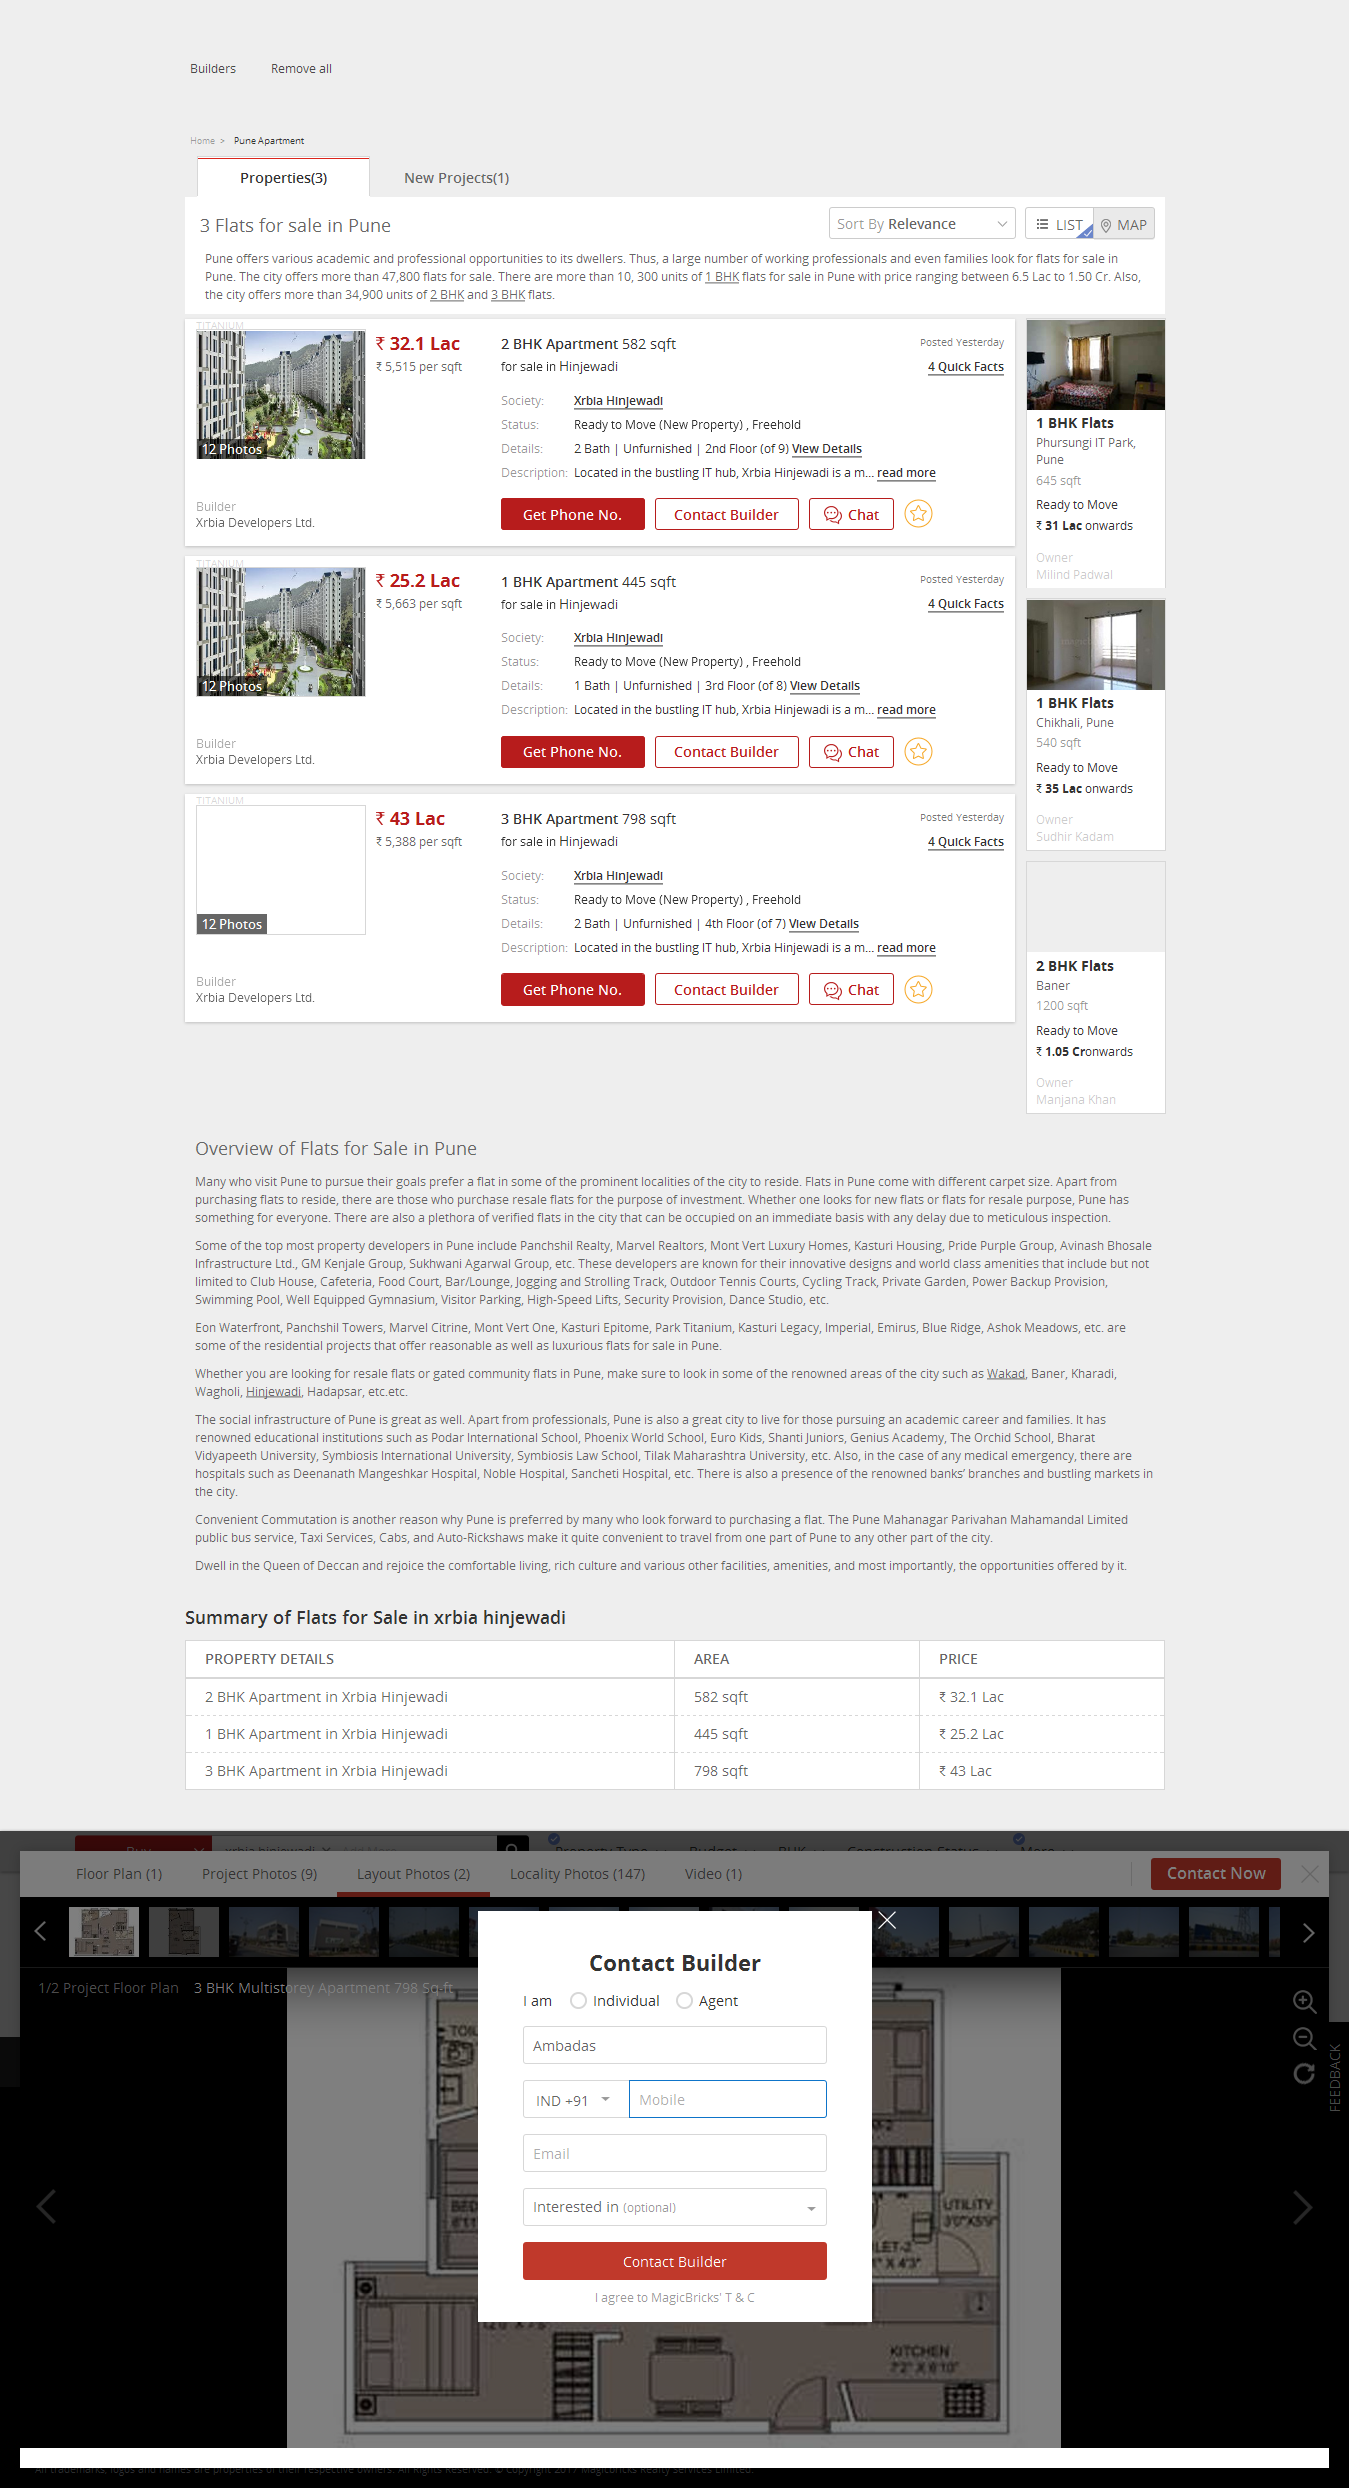 Builders Remove all
Home > Pune Apartment
Properties(3) New Projects(1)
3 Flats for sale in Pune
Sort By Relevance
LIST MAP
Pune offers various academic and professional opportunities to its dwellers. Thus, a large number of working professionals and even families look for flats for sale in
Pune. The city offers more than 47,800 flats for sale. There are more than 10, 300 units of 1 BHK flats for sale in Pune with price ranging between 6.5 Lac to 1.50 Cr. Also,
the city offers more than 34,900 units of 2 BHK and 3 BHK flats.
TITANIUM
12 Photos
₹ 32.1 Lac
₹ 5,515 per sqft
2 BHK Apartment 582 sqft
for sale in Hinjewadi
Posted Yesterday
4 Quick Facts
Society: Xrbia Hinjewadi
Status: Ready to Move (New Property) , Freehold
Details: 2 Bath | Unfurnished | 2nd Floor (of 9) View Details
Description: Located in the bustling IT hub, Xrbia Hinjewadi is a m... read more
Builder
Xrbia Developers Ltd.
Get Phone No. Contact Builder Chat
TITANIUM
12 Photos
₹ 25.2 Lac
₹ 5,663 per sqft
1 BHK Apartment 445 sqft
for sale in Hinjewadi
Posted Yesterday
4 Quick Facts
Society: Xrbia Hinjewadi
Status: Ready to Move (New Property) , Freehold
Details: 1 Bath | Unfurnished | 3rd Floor (of 8) View Details
Description: Located in the bustling IT hub, Xrbia Hinjewadi is a m... read more
Builder
Xrbia Developers Ltd.
Get Phone No. Contact Builder Chat
TITANIUM
12 Photos
₹ 43 Lac
₹ 5,388 per sqft
3 BHK Apartment 798 sqft
for sale in Hinjewadi
Posted Yesterday
4 Quick Facts
Society: Xrbia Hinjewadi
Status: Ready to Move (New Property) , Freehold
Details: 2 Bath | Unfurnished | 4th Floor (of 7) View Details
Description: Located in the bustling IT hub, Xrbia Hinjewadi is a m... read more
Builder
Xrbia Developers Ltd.
Get Phone No. Contact Builder Chat
1 BHK Flats
Phursungi IT Park,
Pune
645 sqft
Ready to Move
₹ 31 Lac onwards
Owner
Milind Padwal
1 BHK Flats
Chikhali, Pune
540 sqft
Ready to Move
₹ 35 Lac onwards
Owner
Sudhir Kadam
2 BHK Flats
Baner
1200 sqft
Ready to Move
₹ 1.05 Cronwards
Owner
Manjana Khan
Overview of Flats for Sale in Pune
Many who visit Pune to pursue their goals prefer a flat in some of the prominent localities of the city to reside. Flats in Pune come with different carpet size. Apart from
purchasing flats to reside, there are those who purchase resale flats for the purpose of investment. Whether one looks for new flats or flats for resale purpose, Pune has
something for everyone. There are also a plethora of verified flats in the city that can be occupied on an immediate basis with any delay due to meticulous inspection.
Some of the top most property developers in Pune include Panchshil Realty, Marvel Realtors, Mont Vert Luxury Homes, Kasturi Housing, Pride Purple Group, Avinash Bhosale
Infrastructure Ltd., GM Kenjale Group, Sukhwani Agarwal Group, etc. These developers are known for their innovative designs and world class amenities that include but not
limited to Club House, Cafeteria, Food Court, Bar/Lounge, Jogging and Strolling Track, Outdoor Tennis Courts, Cycling Track, Private Garden, Power Backup Provision,
Swimming Pool, Well Equipped Gymnasium, Visitor Parking, High-Speed Lifts, Security Provision, Dance Studio, etc.
Eon Waterfront, Panchshil Towers, Marvel Citrine, Mont Vert One, Kasturi Epitome, Park Titanium, Kasturi Legacy, Imperial, Emirus, Blue Ridge, Ashok Meadows, etc. are
some of the residential projects that offer reasonable as well as luxurious flats for sale in Pune.
Whether you are looking for resale flats or gated community flats in Pune, make sure to look in some of the renowned areas of the city such as Wakad, Baner, Kharadi,
Wagholi, Hinjewadi, Hadapsar, etc.etc.
The social infrastructure of Pune is great as well. Apart from professionals, Pune is also a great city to live for those pursuing an academic career and families. It has
renowned educational institutions such as Podar International School, Phoenix World School, Euro Kids, Shanti Juniors, Genius Academy, The Orchid School, Bharat
Vidyapeeth University, Symbiosis International University, Symbiosis Law School, Tilak Maharashtra University, etc. Also, in the case of any medical emergency, there are
hospitals such as Deenanath Mangeshkar Hospital, Noble Hospital, Sancheti Hospital, etc. There is also a presence of the renowned banks' branches and bustling markets in
the city.
Convenient Commutation is another reason why Pune is preferred by many who look forward to purchasing a flat. The Pune Mahanagar Parivahan Mahamandal Limited
public bus service, Taxi Services, Cabs, and Auto-Rickshaws make it quite convenient to travel from one part of Pune to any other part of the city.
Dwell in the Queen of Deccan and rejoice the comfortable living, rich culture and various other facilities, amenities, and most importantly, the opportunities offered by it.
Summary of Flats for Sale in xrbia hinjewadi
PROPERTY DETAILS AREA PRICE
2 BHK Apartment in Xrbia Hinjewadi 582 sqft ₹ 32.1 Lac
1 BHK Apartment in Xrbia Hinjewadi 445 sqft ₹ 25.2 Lac
3 BHK Apartment in Xrbia Hinjewadi 798 sqft ₹ 43 Lac
Floor Plan (1) Project Photos (9) Layout Photos (2) Locality Photos (147) Video (1) Contact Now
1/2 Project Floor Plan 3 BHK Multistorey Apartment 798 Sq-ft
Contact Builder
I am Individual Agent
Ambadas
IND +91 Mobile
Email
Interested in (optional)
Contact Builder
I agree to MagicBricks' T & C
FEEDBACK
UTILITY
KITCHEN
All trademarks, logos and names are properties of their respective owners. All Rights Reserved. © Copyright 2017 Magicbricks Realty Services Limited.